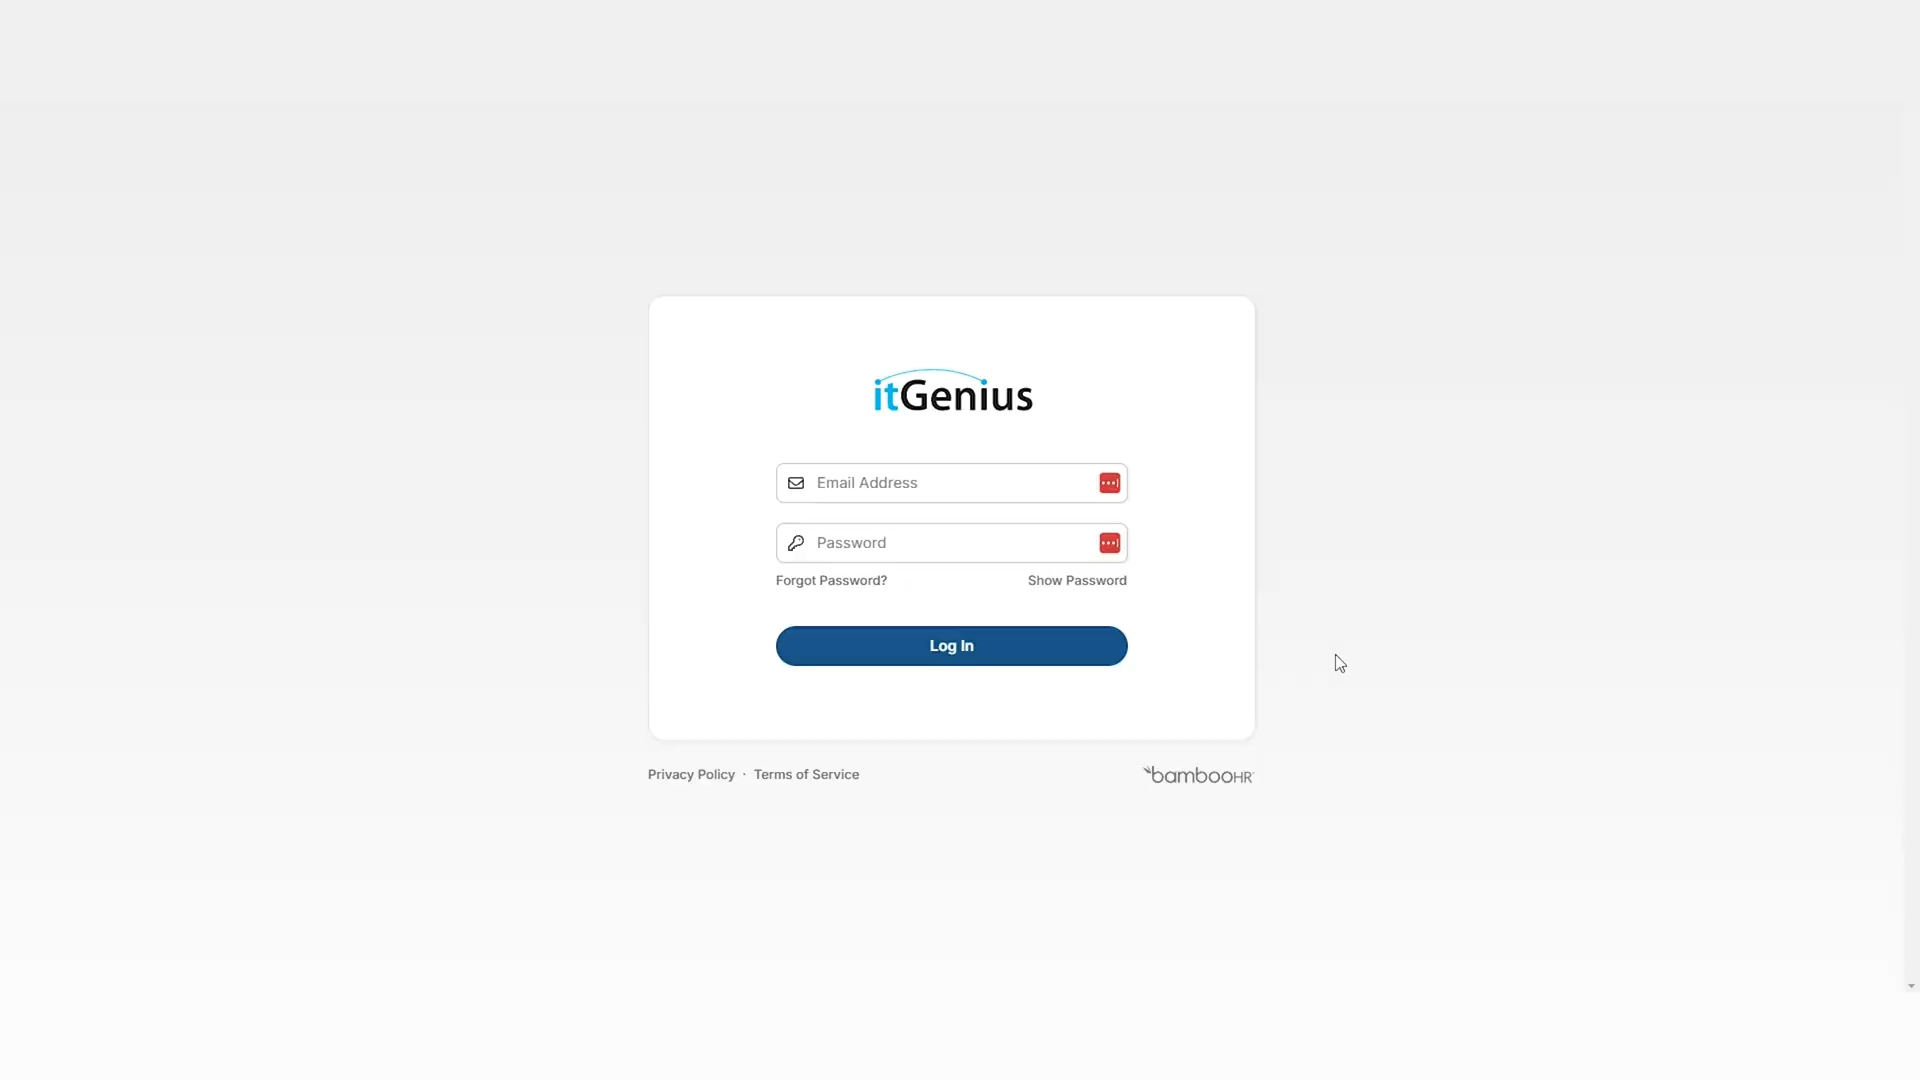 itGenius
Email Address
Password
Forgot Password? Show Password
Log In
Privacy Policy · Terms of Service bambooHR